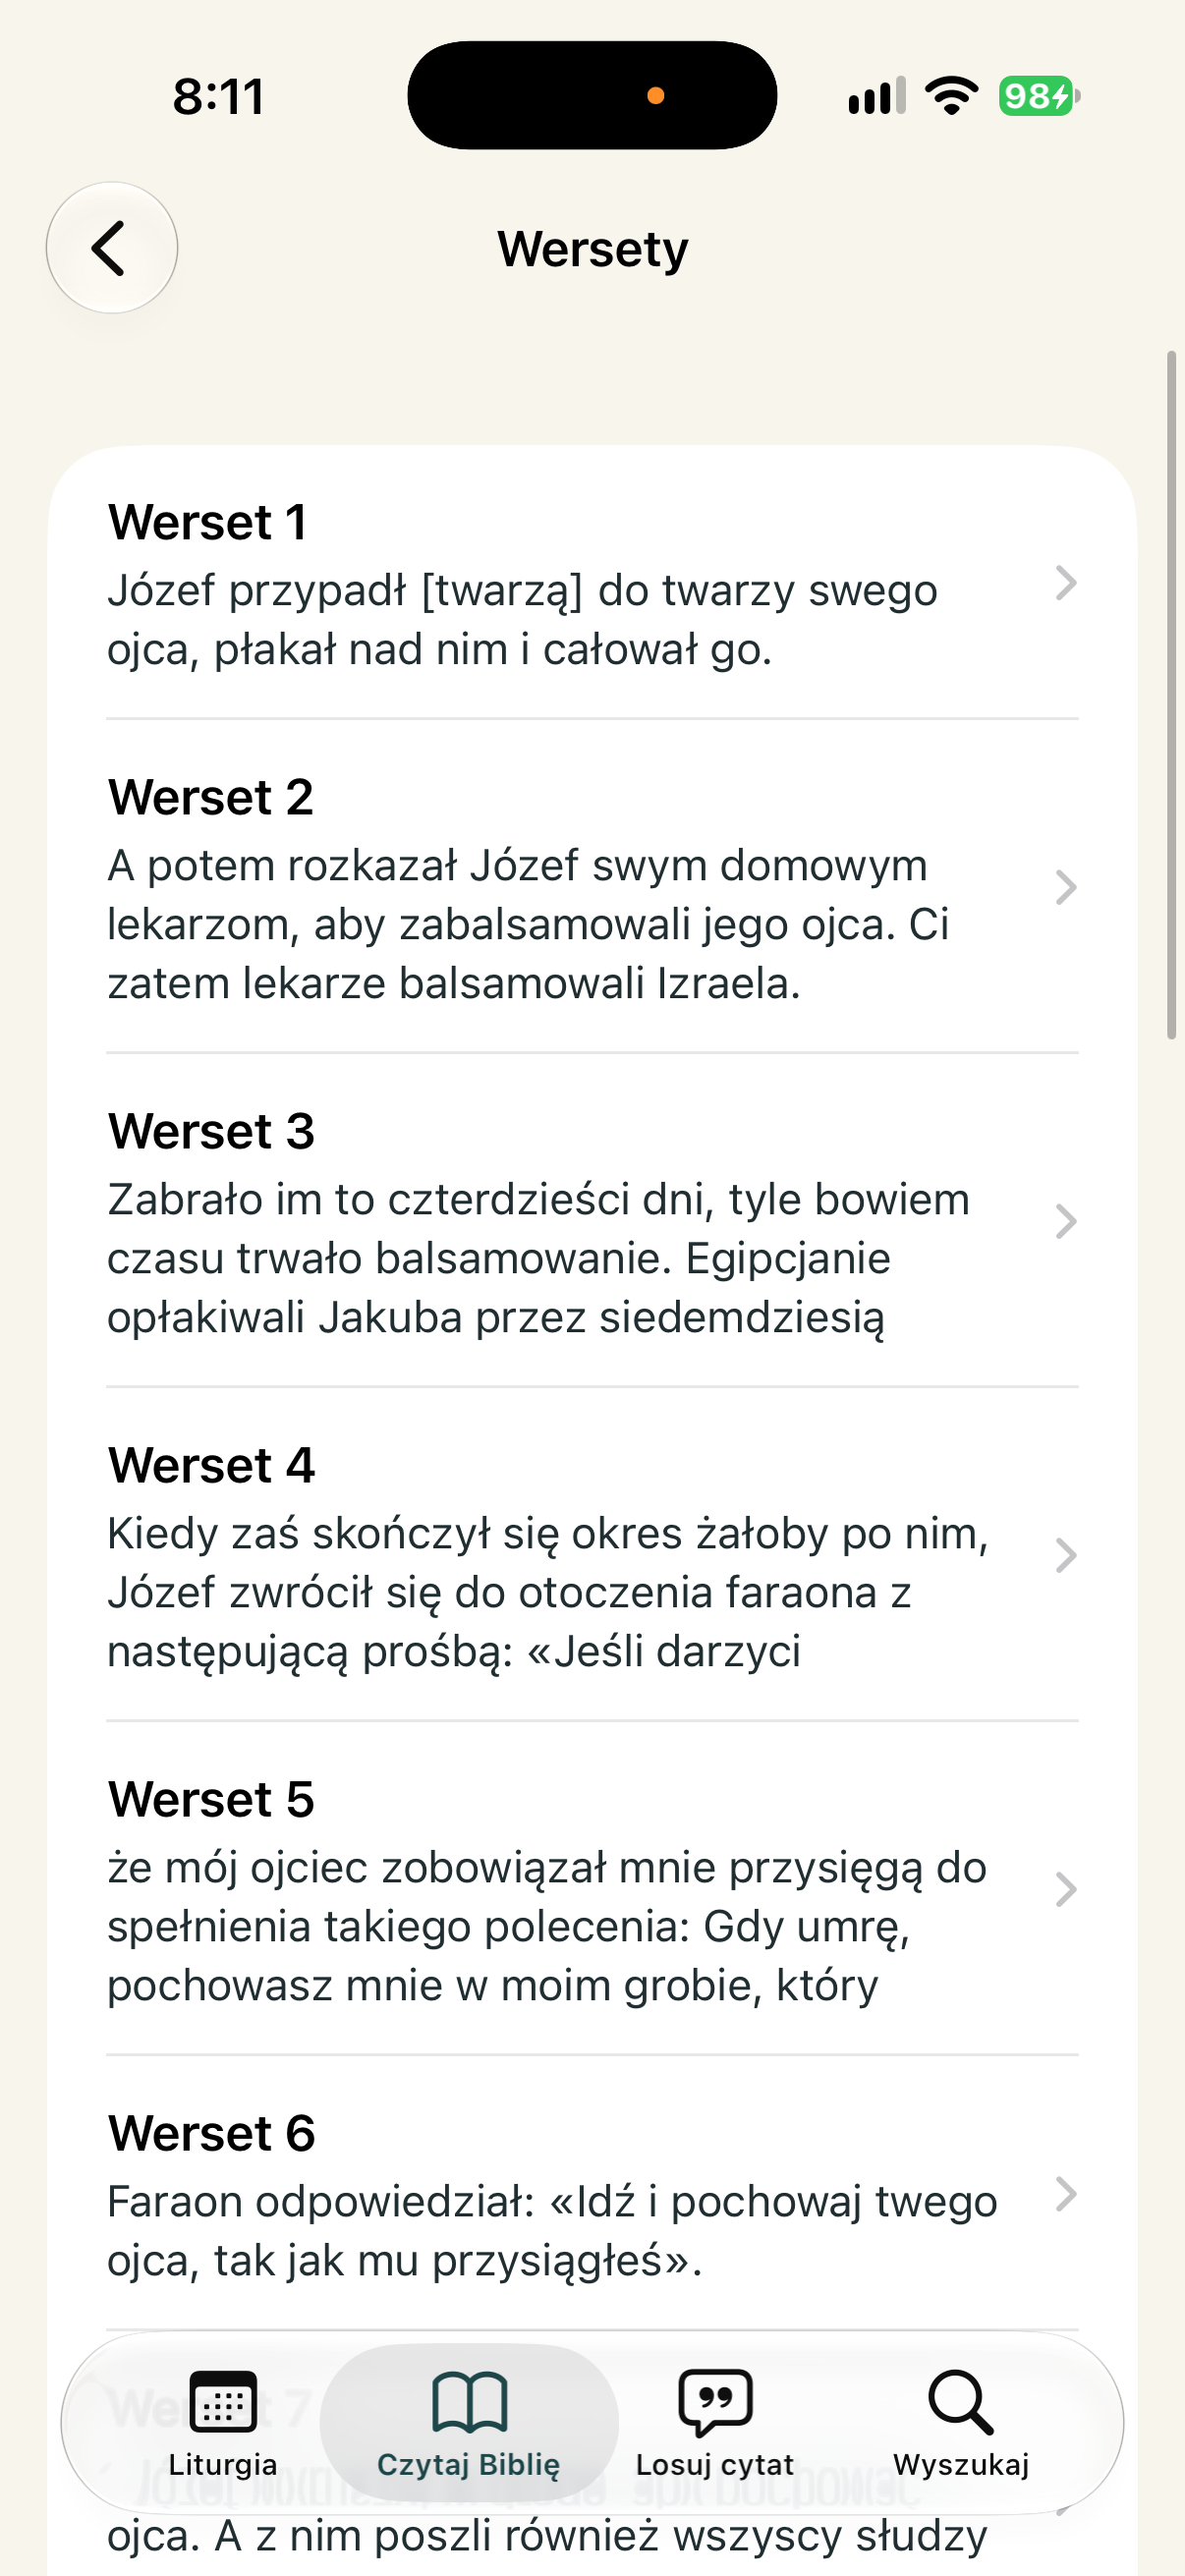 8:11
98
Wersety
Werset 1
Józef przypadł [twarzą] do twarzy swego
ojca, płakał nad nim i całował go.
Werset 2
A potem rozkazał Józef swym domowym
lekarzom, aby zabalsamowali jego ojca. Ci
zatem lekarze balsamowali Izraela.
Werset 3
Zabrało im to czterdzieści dni, tyle bowiem
czasu trwało balsamowanie. Egipcjanie
opłakiwali Jakuba przez siedemdziesią
Werset 4
Kiedy zaś skończył się okres żałoby po nim,
Józef zwrócił się do otoczenia faraona z
następującą prośbą: «Jeśli darzyci
Werset 5
że mój ojciec zobowiązał mnie przysięgą do
spełnienia takiego polecenia: Gdy umrę,
pochowasz mnie w moim grobie, który
Werset 6
Faraon odpowiedział: «Idź i pochowaj twego
ojca, tak jak mu przysiągłeś».
Werset 7
Liturgia
Czytaj Biblię
Losuj cytat
Wyszukaj
ojca. A z nim poszli również wszyscy słudzy